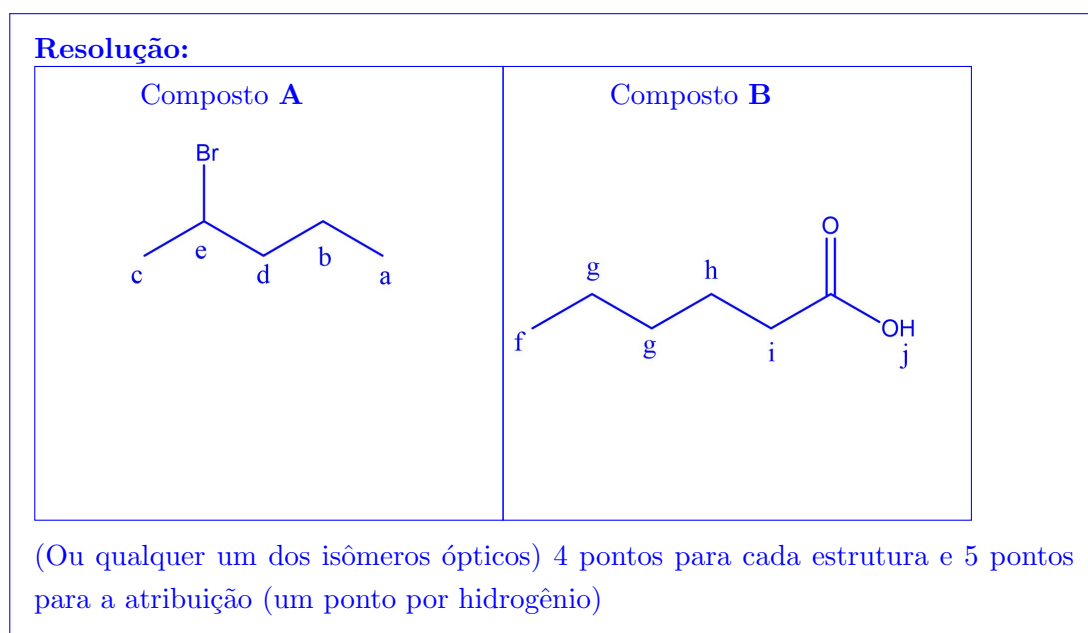 Resolução:
Composto A
Composto B
Br
c
e
d
b
a
O
g
h
f
g
i
OH
j
(Ou qualquer um dos isômeros ópticos) 4 pontos para cada estrutura e 5 pontos
para a atribuição (um ponto por hidrogênio)